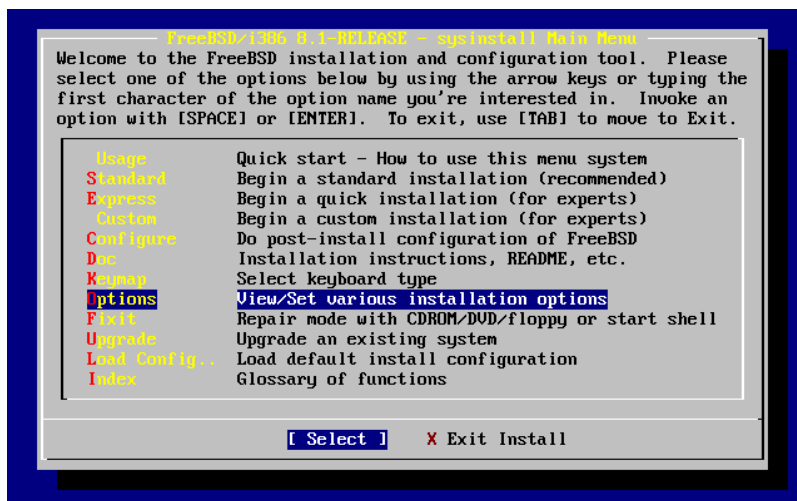 FreeBSD/i386 8.1-RELEASE - sysinstall Main Menu
Welcome to the FreeBSD installation and configuration tool. Please
select one of the options below by using the arrow keys or typing the
first character of the option name you're interested in. Invoke an
option with [SPACE] or [ENTER]. To exit, use [TAB] to move to Exit.
Usage Quick start - How to use this menu system
Standard Begin a standard installation (recommended)
Express Begin a quick installation (for experts)
Custom Begin a custom installation (for experts)
Configure Do post-install configuration of FreeBSD
Doc Installation instructions, README, etc.
Keymap Select keyboard type
Options View/Set various installation options
Fixit Repair mode with CDROM/DVD/floppy or start shell
Upgrade Upgrade an existing system
Load Config.. Load default install configuration
Index Glossary of functions
[ Select ] X Exit Install